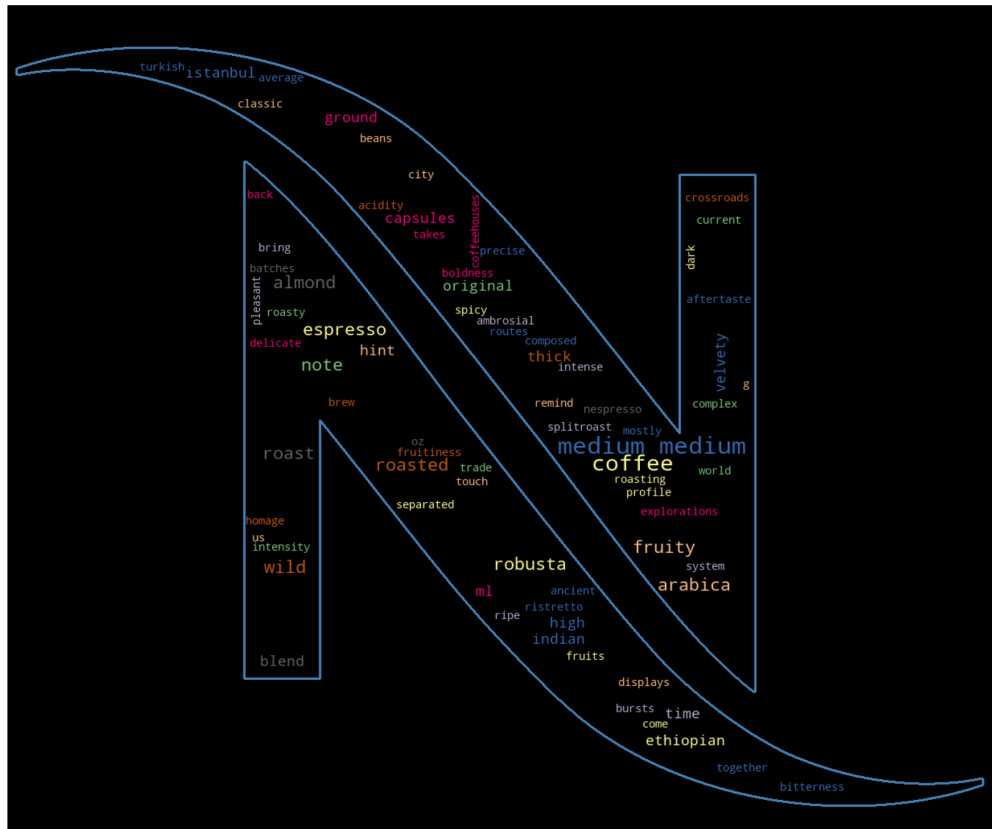 turkish
istanbul
average
classic
ground
beans
city
back
acidity
capsules
coffeehouses
takes
crossroads
current
bring
precise
dark
batches
boldness
almond
original
pleasant
aftertaste
roasty
spicy
ambrosial
espresso
routes
delicate
composed
hint
thick
velvety
note
intense
g
brew
remind
nespresso
complex
splitroast
mostly
oz
medium medium
fruitiness
roast
coffee
roasted
trade
world
touch
roasting
profile
separated
explorations
homage
us
intensity
fruity
wild
robusta
system
arabica
ml
ancient
ristretto
ripe
high
indian
blend
fruits
displays
bursts
time
come
ethiopian
together
bitterness